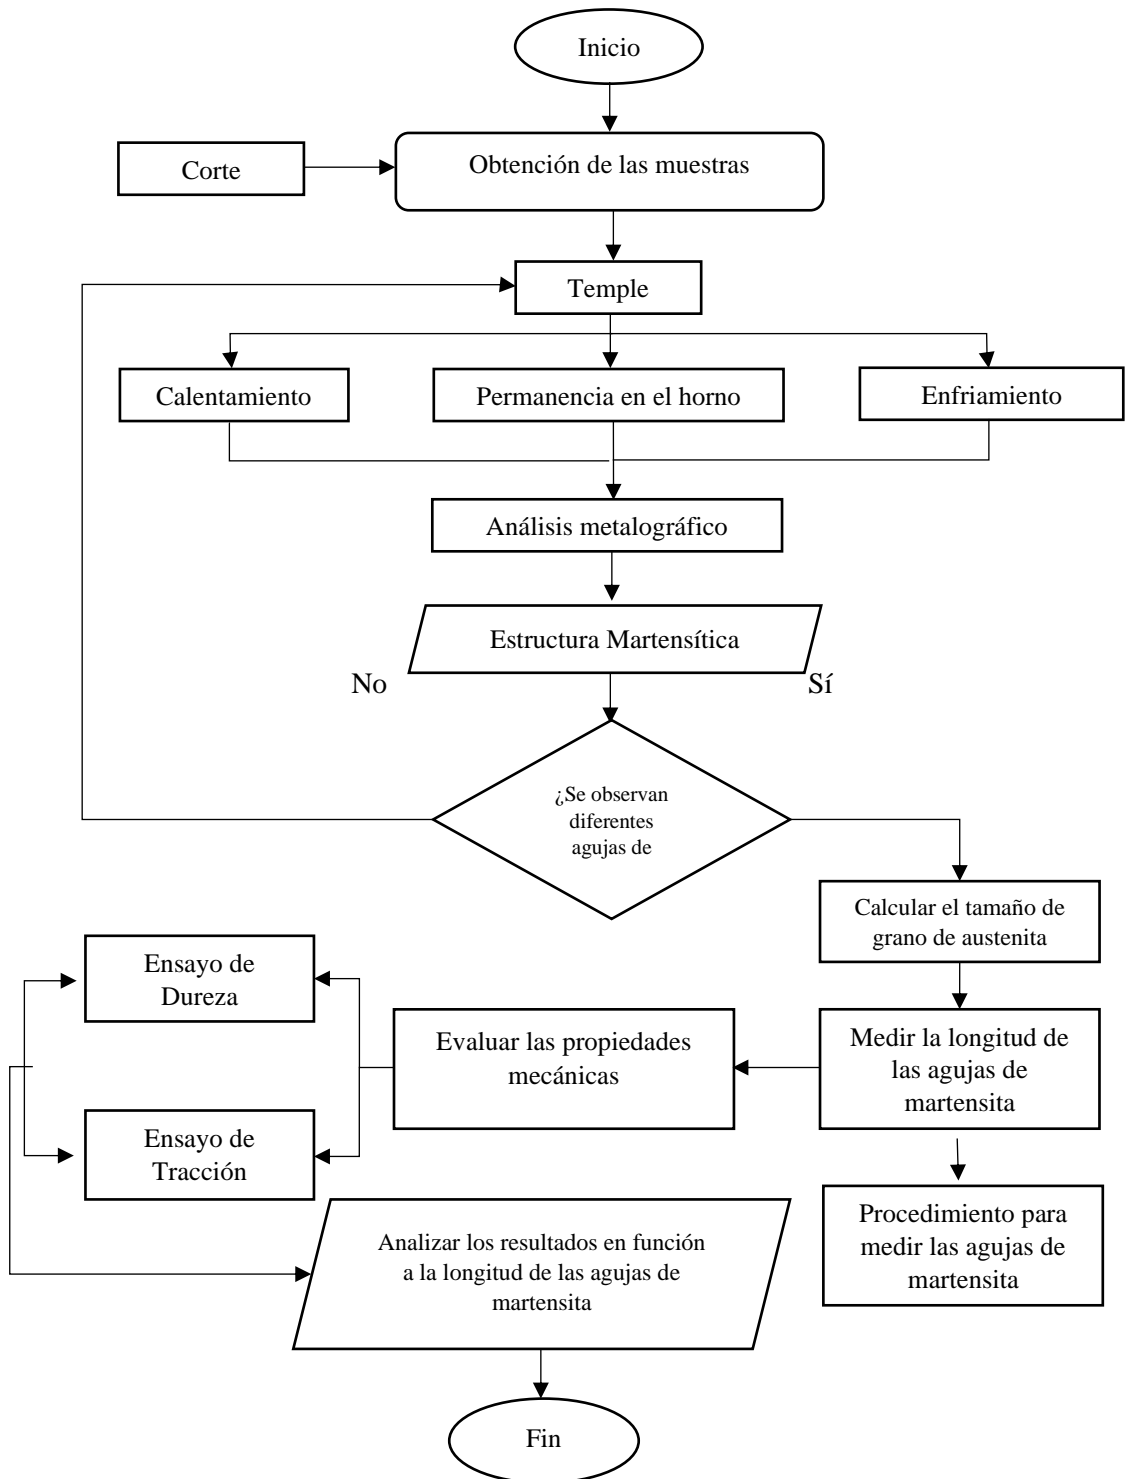 Inicio
Corte
Obtención de las muestras
Temple
Calentamiento
Permanencia en el horno
Enfriamiento
Análisis metalográfico
Estructura Martensítica
No
Sí
¿Se observan
diferentes
agujas de
Calcular el tamaño de
grano de austenita
Ensayo de
Dureza
Evaluar las propiedades
mecánicas
Medir la longitud de
las agujas de
martensita
Ensayo de
Tracción
Procedimiento para
medir las agujas de
martensita
Analizar los resultados en función
a la longitud de las agujas de
martensita
Fin